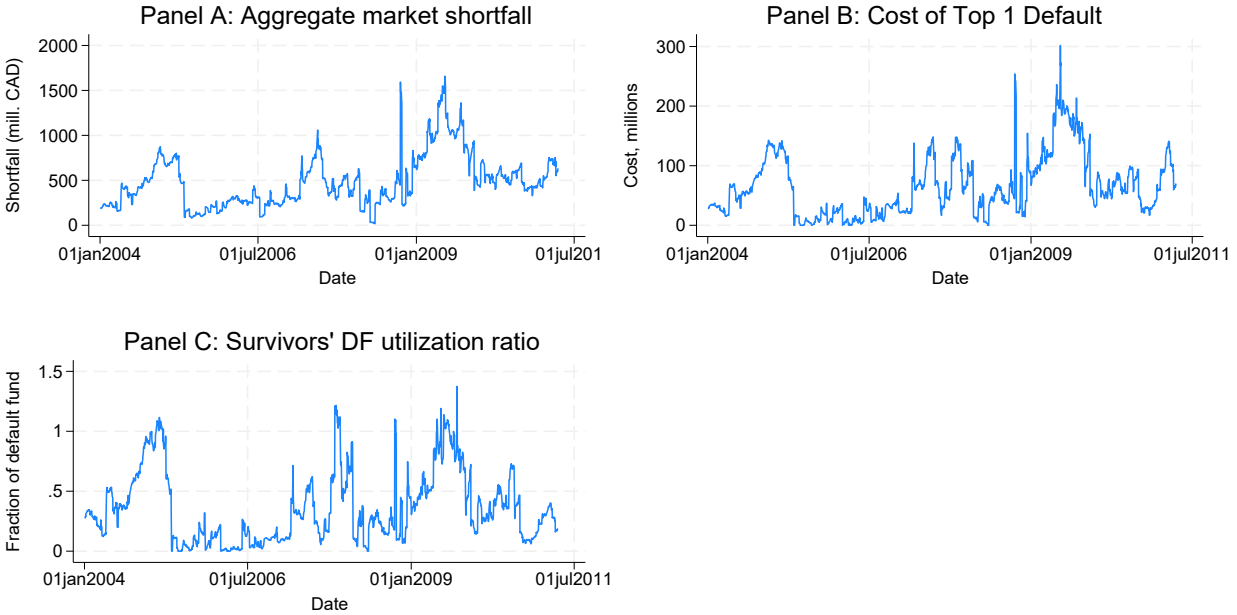 Panel A: Aggregate market shortfall
Shortfall (mill. CAD)
2000
1500
1000
500
0
01jan2004 01jul2006 01jan2009 01jul201
Date
Panel B: Cost of Top 1 Default
Cost, millions
300
200
100
0
01jan2004 01jul2006 01jan2009 01jul2011
Date
Panel C: Survivors' DF utilization ratio
Fraction of default fund
1.5
1
.5
0
01jan2004 01jul2006 01jan2009 01jul2011
Date